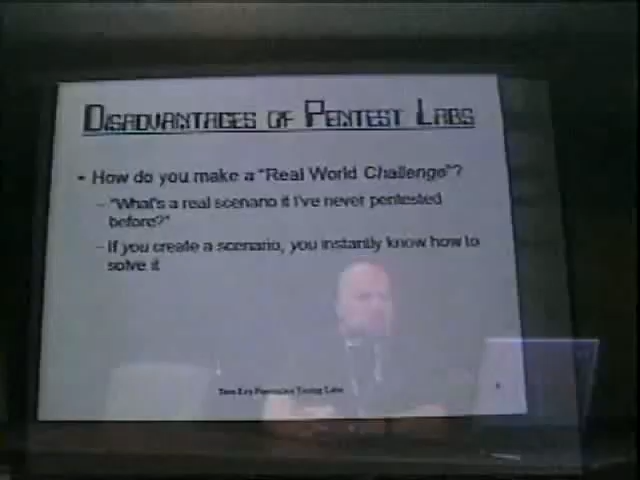 Disadvantages of Pentest Labs
• How do you make a "Real World Challenge"?
– "What's a real scenario if I've never pentested
before?"
– If you create a scenario, you instantly know how to
solve it